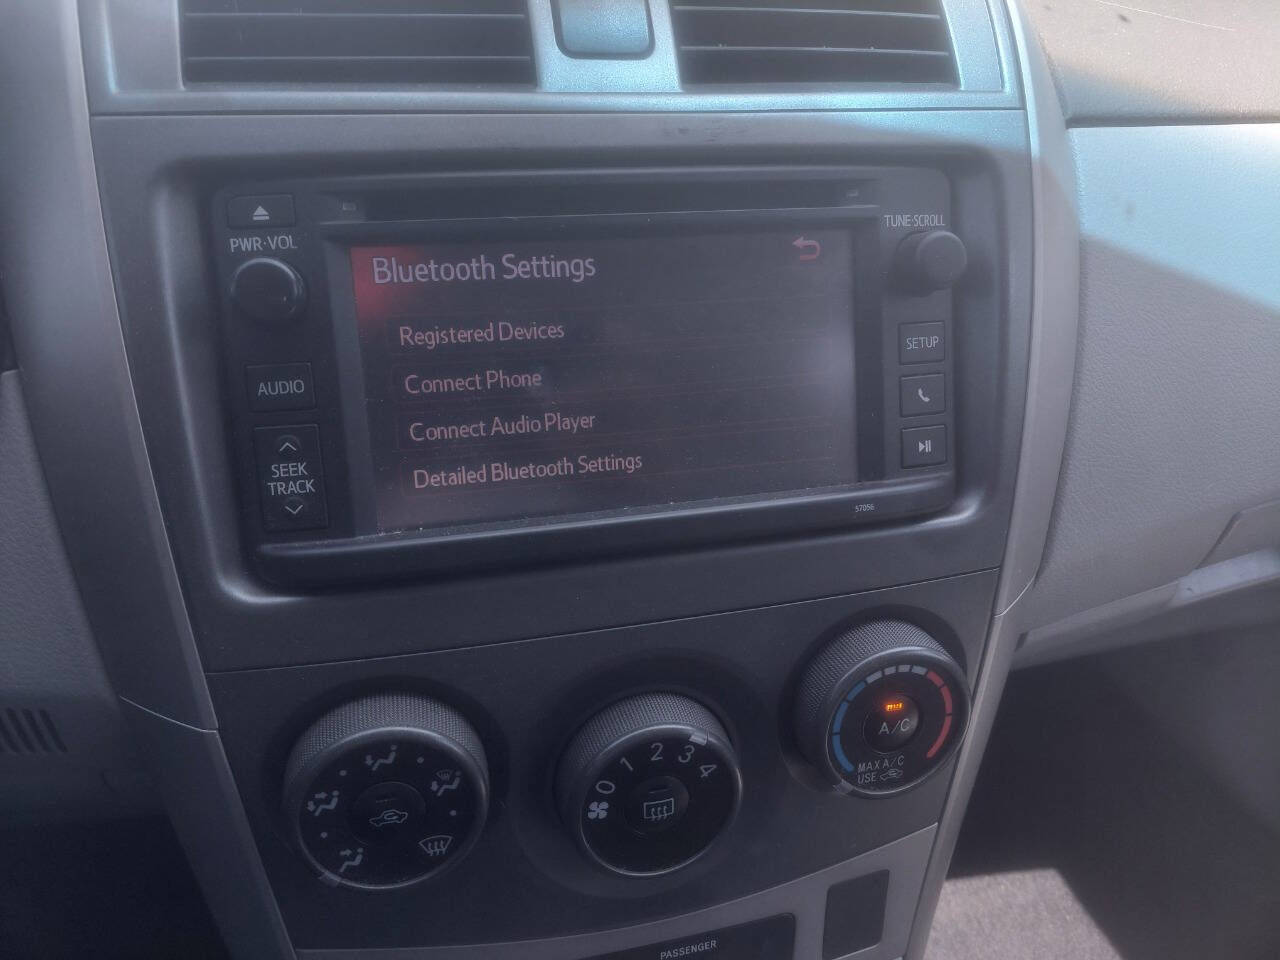 PWR·VOL
TUNE·SCROLL
Bluetooth Settings
Registered Devices
Connect Phone
Connect Audio Player
Detailed Bluetooth Settings
AUDIO
SEEK
TRACK
SETUP
57056
0 1 2 3 4
A/C
MAX A/C
USE
PASSENGER